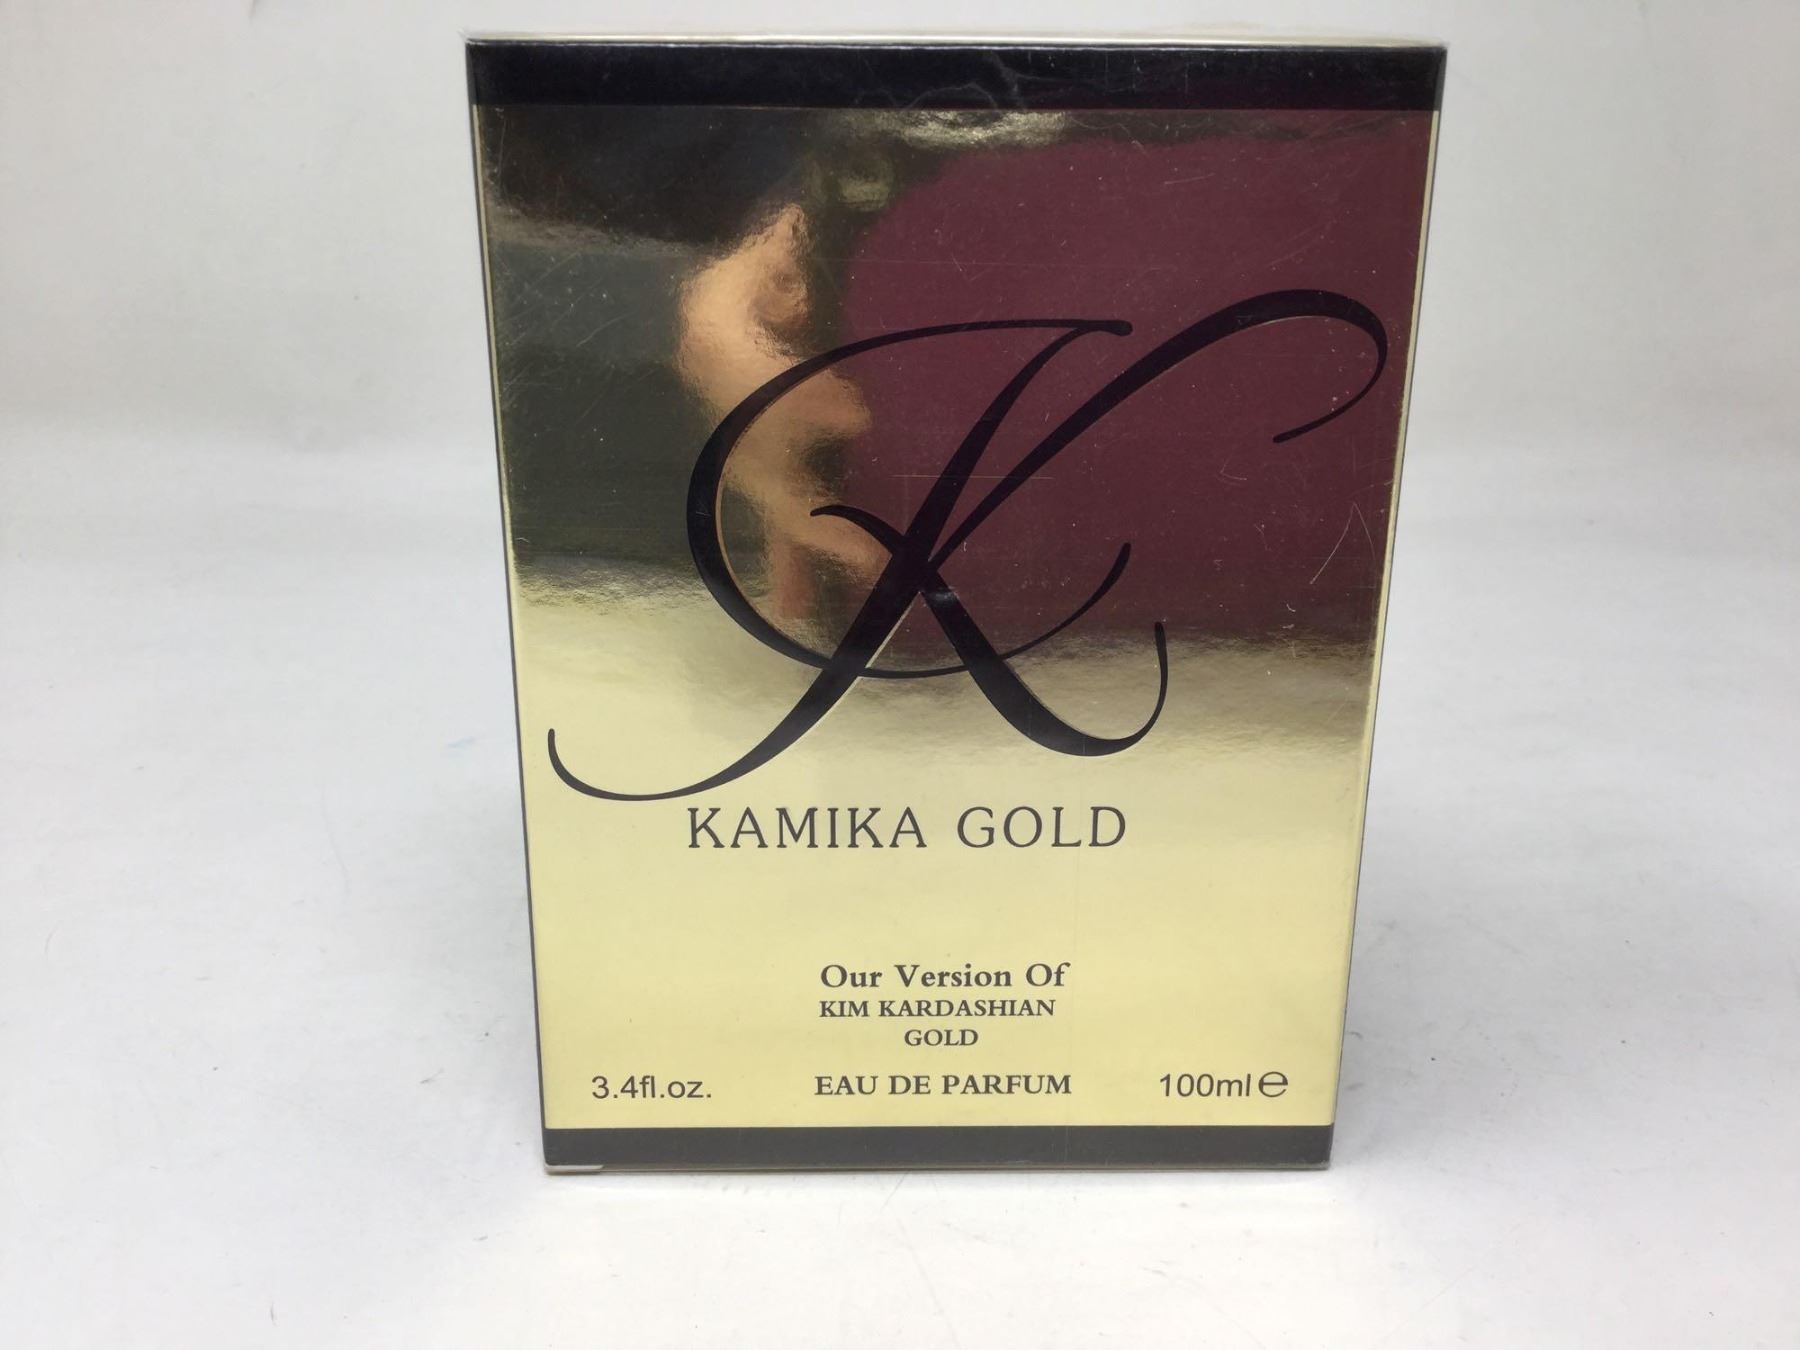 K
KAMIKA GOLD
Our Version Of
KIM KARDASHIAN
GOLD
3.4fl.oz. EAU DE PARFUM 100ml℮